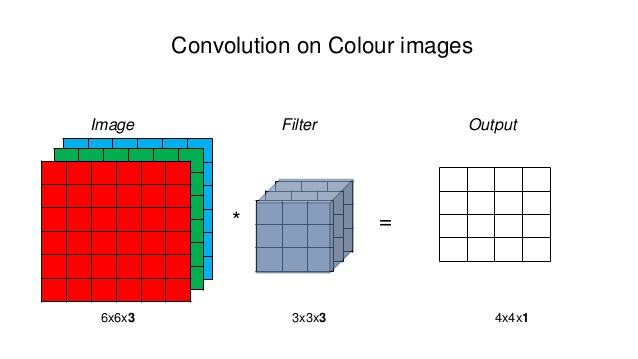 Convolution on Colour images
Image
Filter
Output
*
=
6x6x3
3x3x3
4x4x1